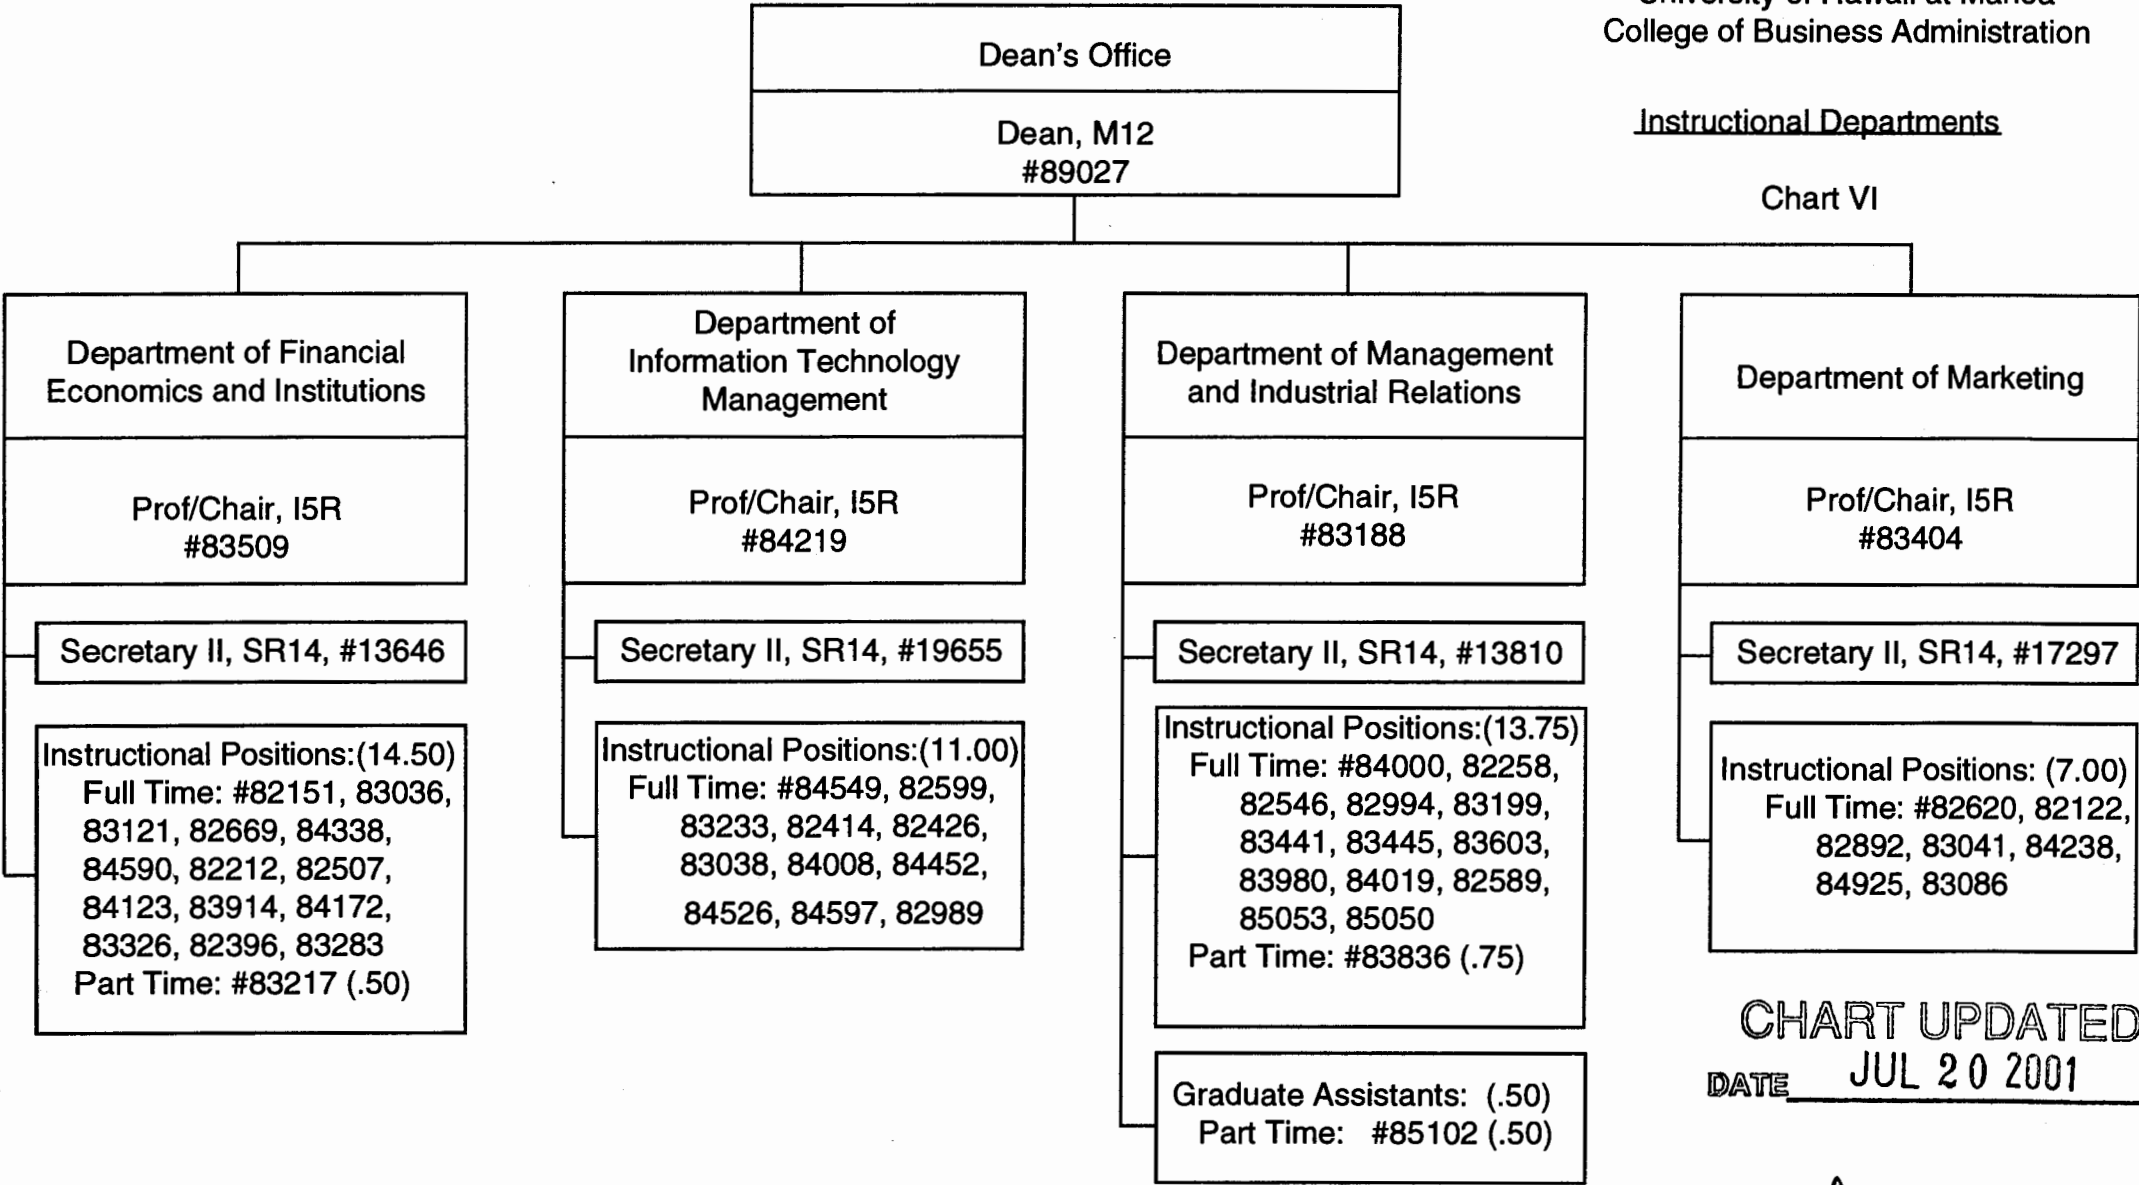 University of Hawaii at Manoa
College of Business Administration
Instructional Departments
Chart VI
Dean's Office
Dean, M12
#89027
Department of Financial
Economics and Institutions
Prof/Chair, I5R
#83509
Secretary II, SR14, #13646
Instructional Positions:(14.50)
Full Time: #82151, 83036,
83121, 82669, 84338,
84590, 82212, 82507,
84123, 83914, 84172,
83326, 82396, 83283
Part Time: #83217 (.50)
Department of
Information Technology
Management
Prof/Chair, I5R
#84219
Secretary II, SR14, #19655
Instructional Positions:(11.00)
Full Time: #84549, 82599,
83233, 82414, 82426,
83038, 84008, 84452,
84526, 84597, 82989
Department of Management
and Industrial Relations
Prof/Chair, I5R
#83188
Secretary II, SR14, #13810
Instructional Positions:(13.75)
Full Time: #84000, 82258,
82546, 82994, 83199,
83441, 83445, 83603,
83980, 84019, 82589,
85053, 85050
Part Time: #83836 (.75)
Graduate Assistants: (.50)
Part Time: #85102 (.50)
Department of Marketing
Prof/Chair, I5R
#83404
Secretary II, SR14, #17297
Instructional Positions: (7.00)
Full Time: #82620, 82122,
82892, 83041, 84238,
84925, 83086
CHART UPDATED
DATE JUL 20 2001